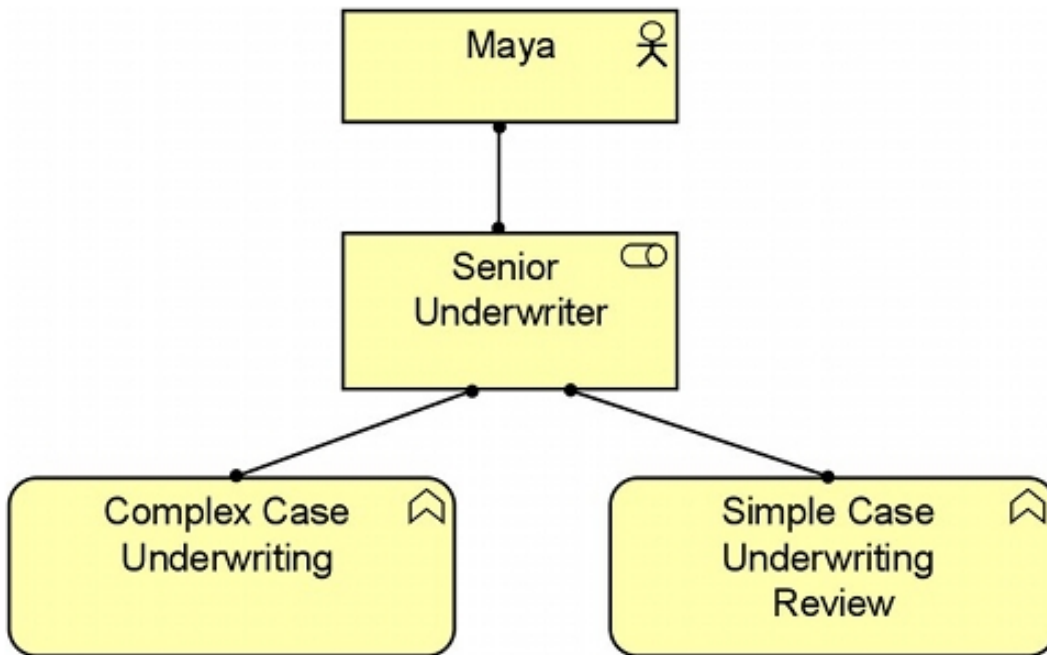 Maya
Senior
Underwriter
Complex Case
Underwriting
Simple Case
Underwriting
Review